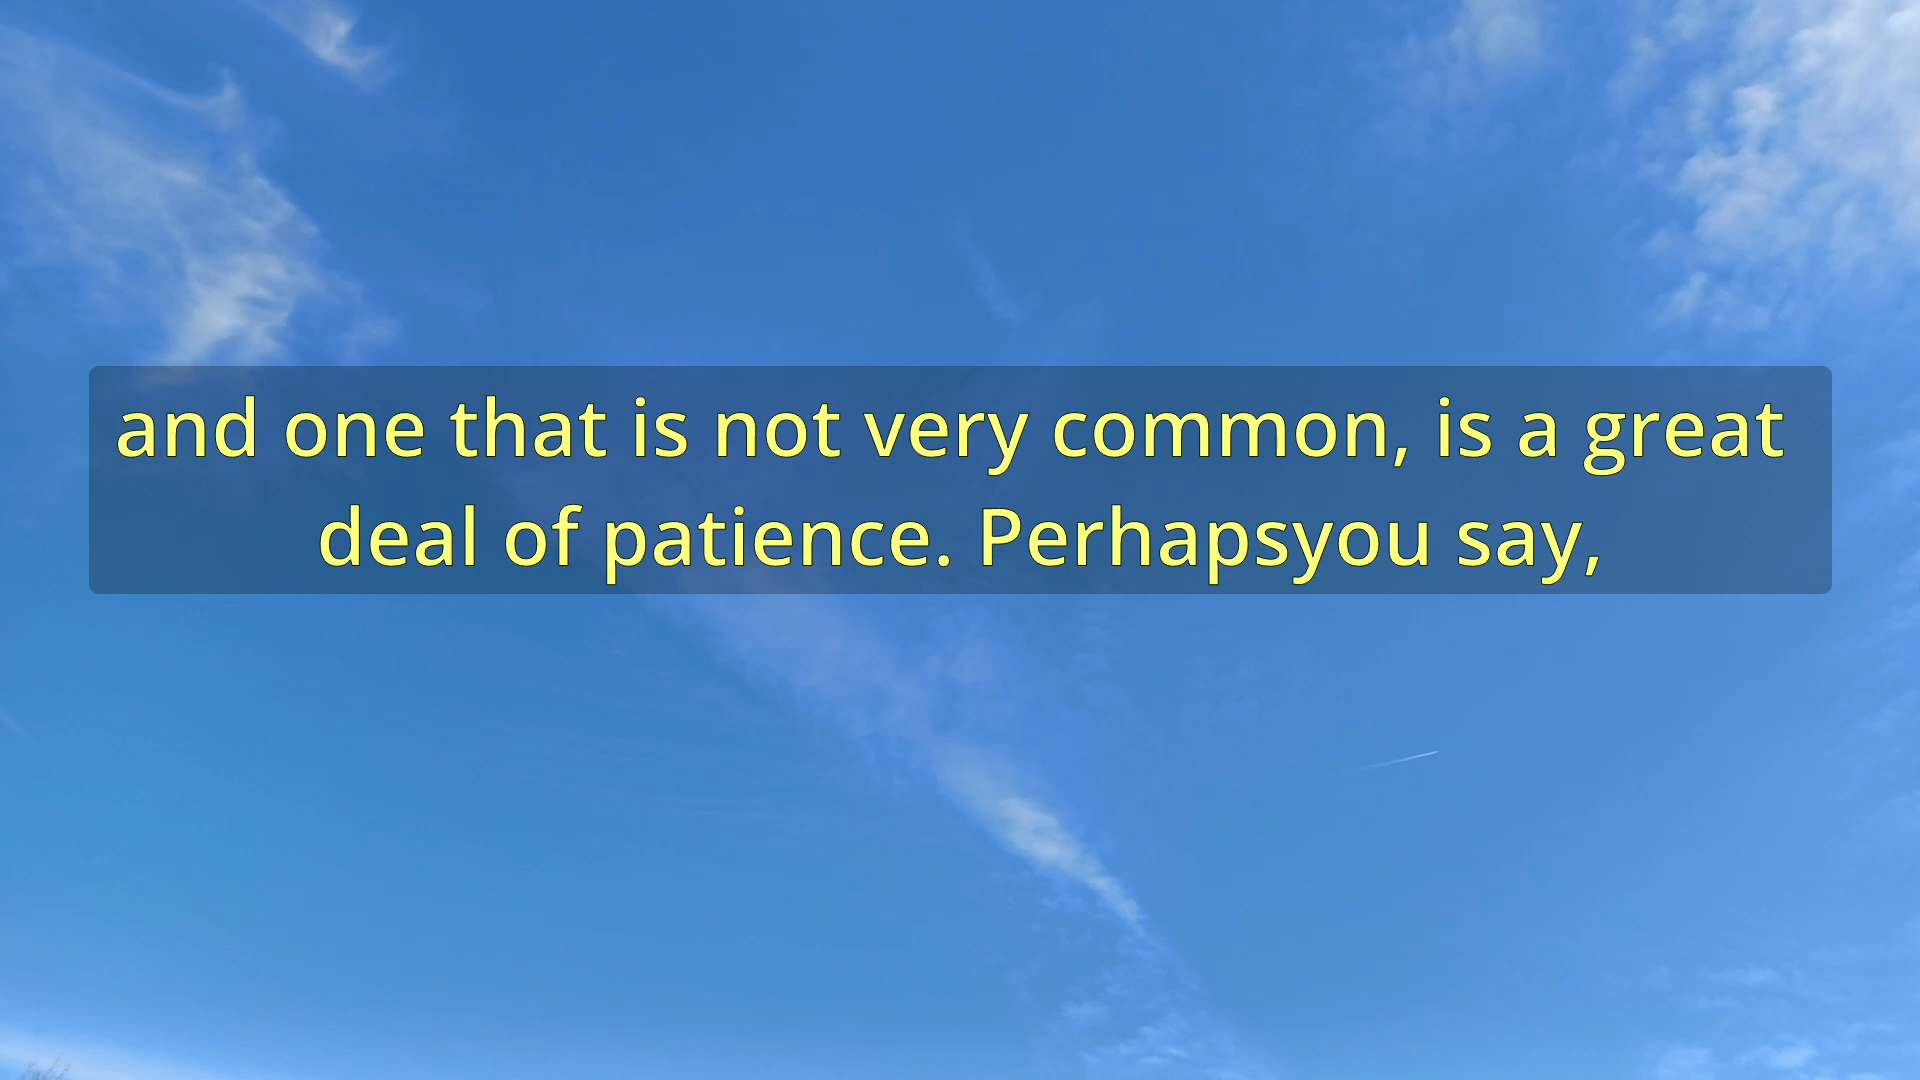 and one that is not very common, is a great
deal of patience. Perhapsyou say,